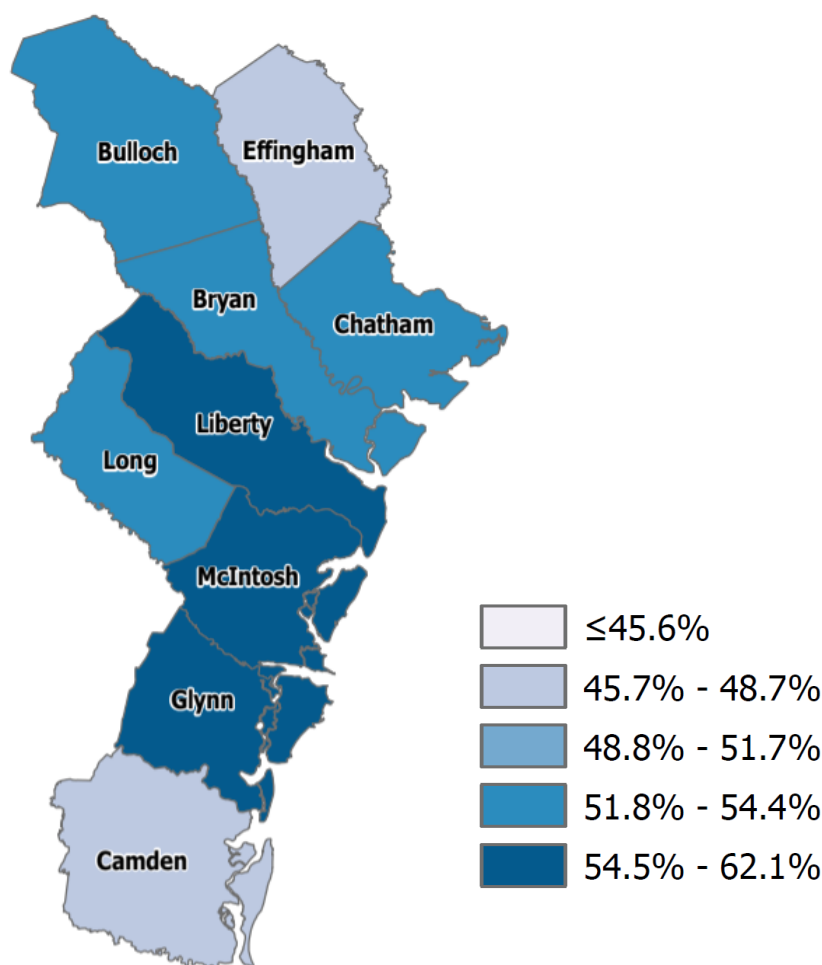 Bulloch
Effingham
Bryan
Chatham
Liberty
Long
McIntosh
Glynn
Camden
≤45.6%
45.7% - 48.7%
48.8% - 51.7%
51.8% - 54.4%
54.5% - 62.1%